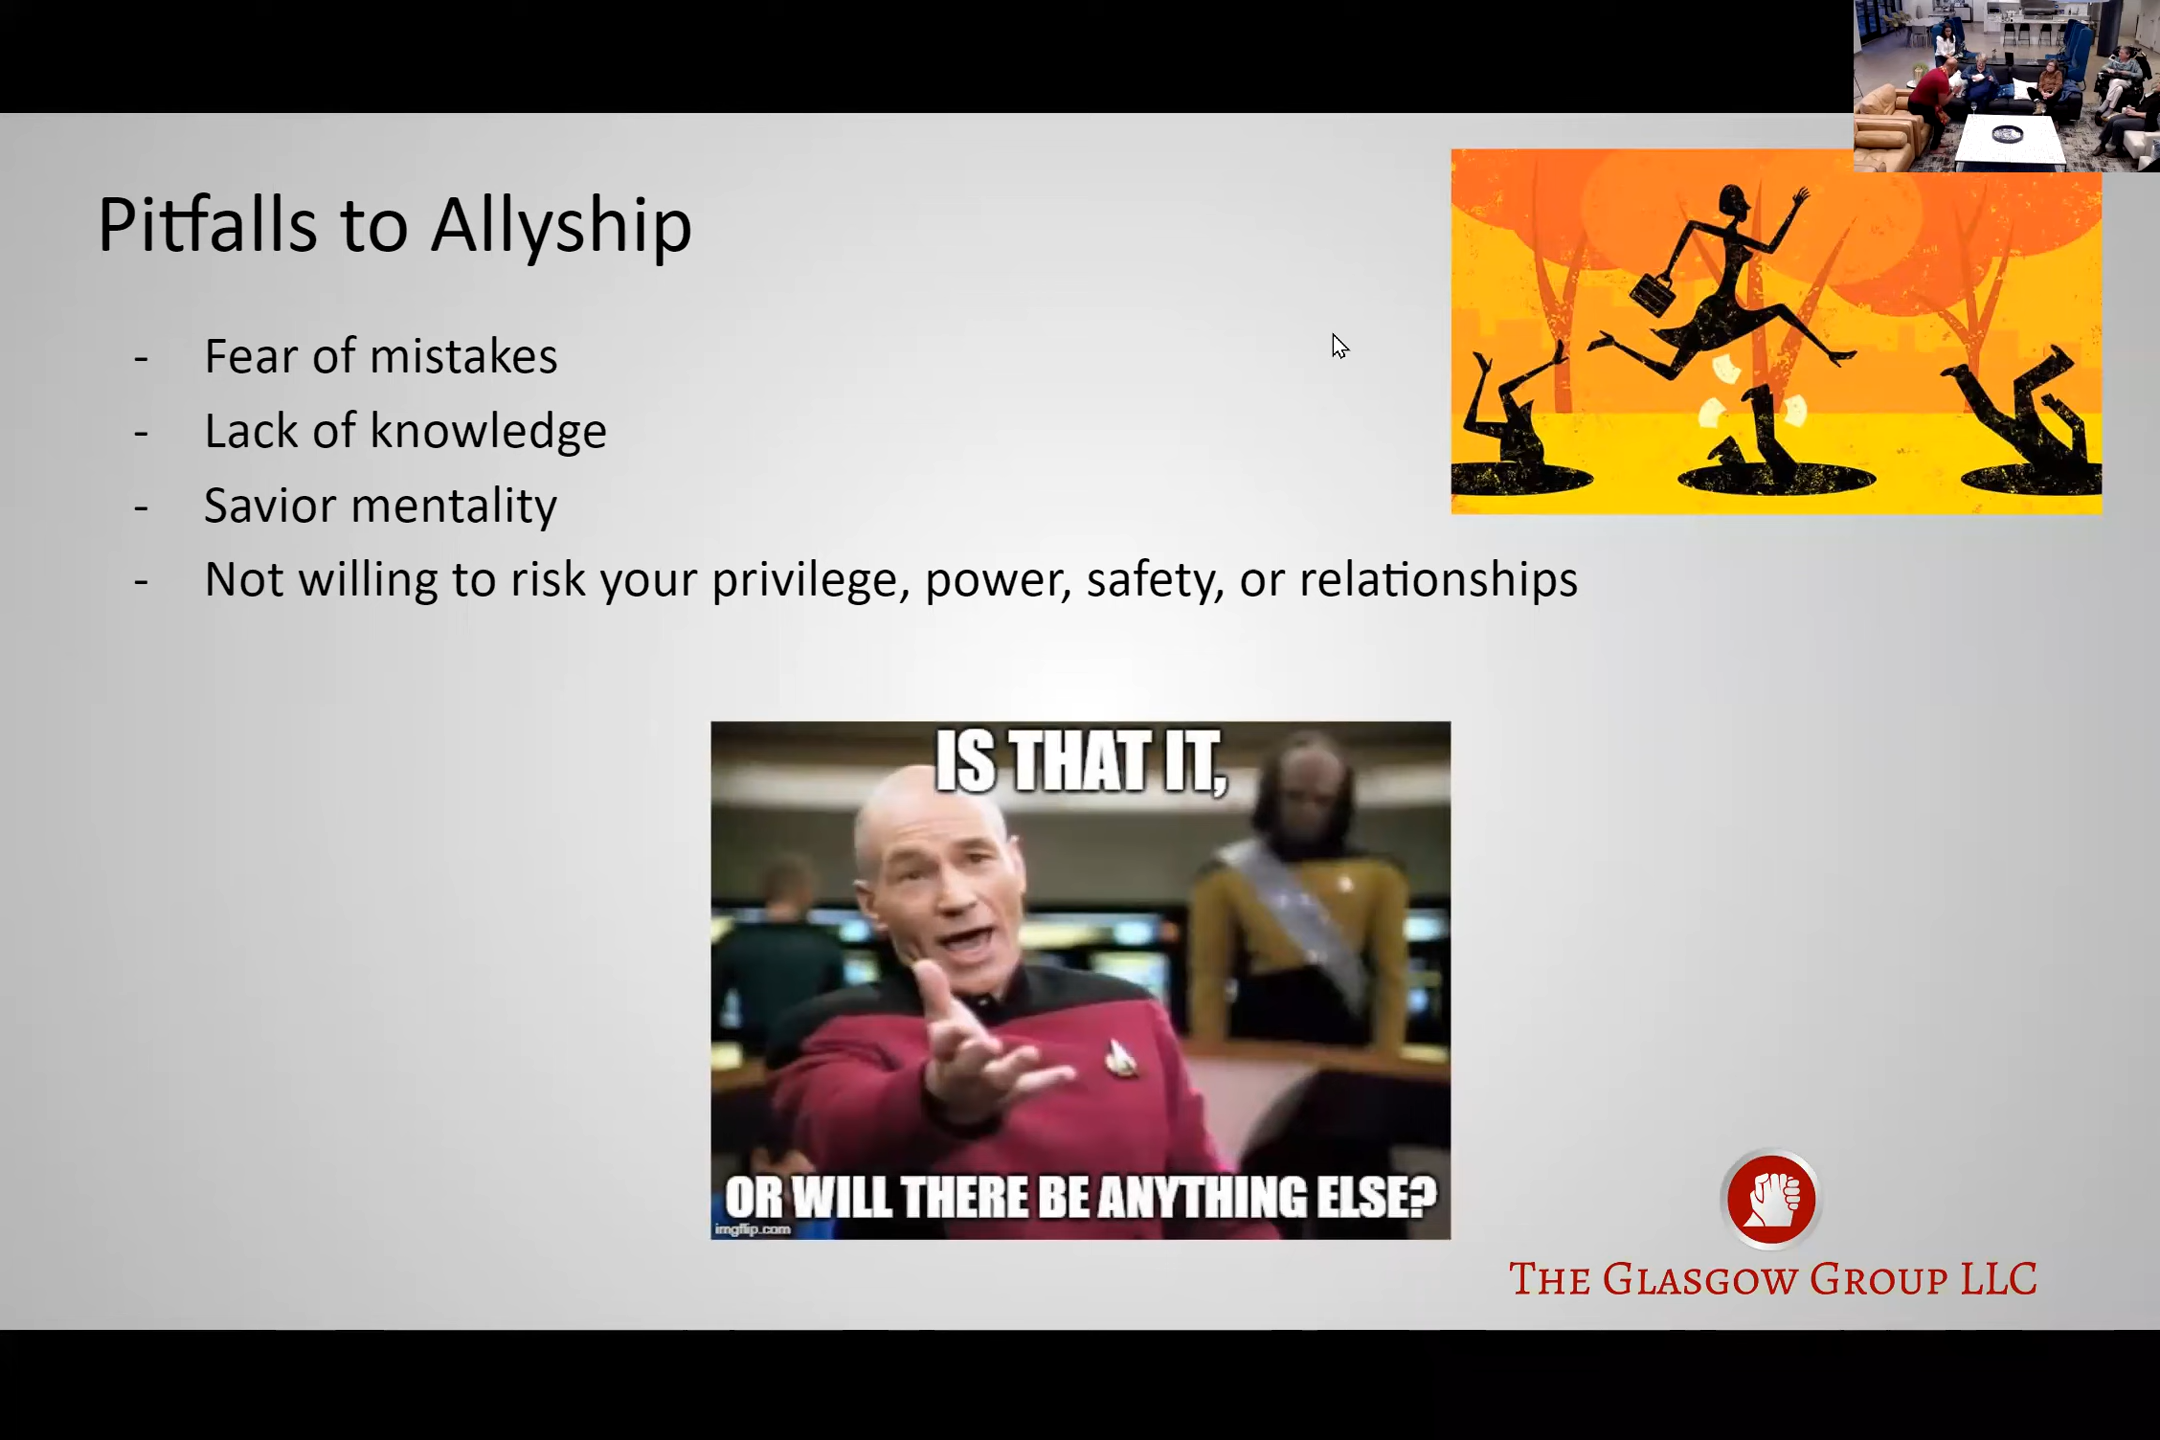 Pitfalls to Allyship
- Fear of mistakes
- Lack of knowledge
- Savior mentality
- Not willing to risk your privilege, power, safety, or relationships
IS THAT IT,
OR WILL THERE BE ANYTHING ELSE?
imgflip.com
THE GLASGOW GROUP LLC